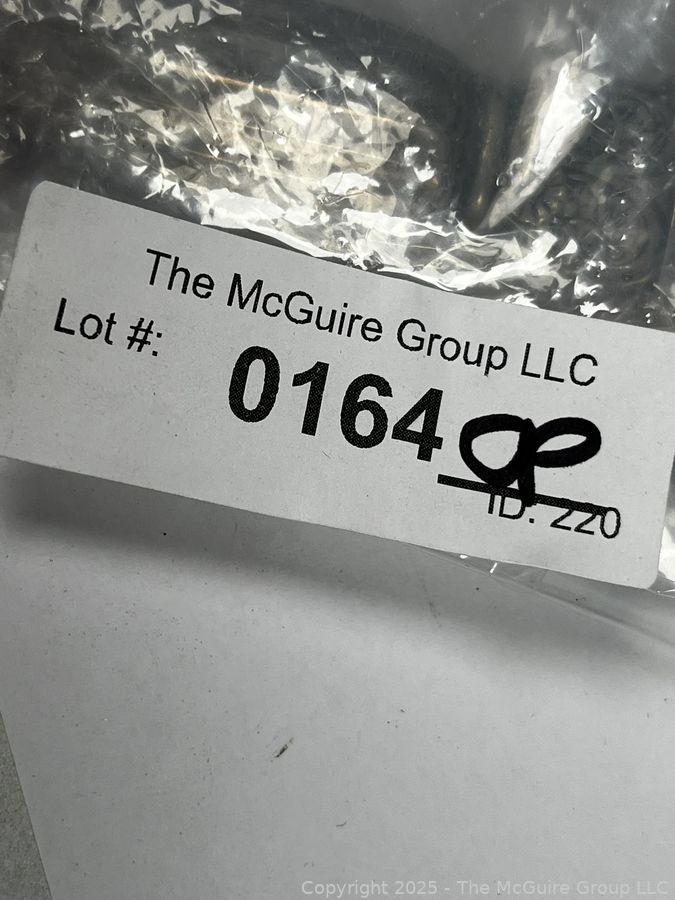 The McGuire Group LLC
Lot #:
0164
ID: 220
Copyright 2025 - The McGuire Group LLC